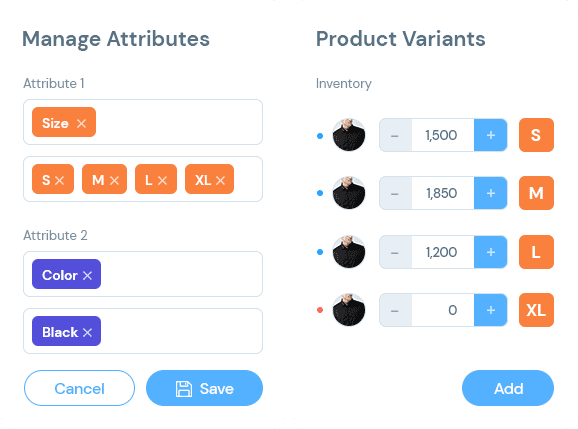 Manage Attributes
Attribute 1
Size ×
S × M × L × XL ×
Attribute 2
Color ×
Black ×
Cancel Save
Product Variants
Inventory
− 1,500 + S
− 1,850 + M
− 1,200 + L
− 0 + XL
Add